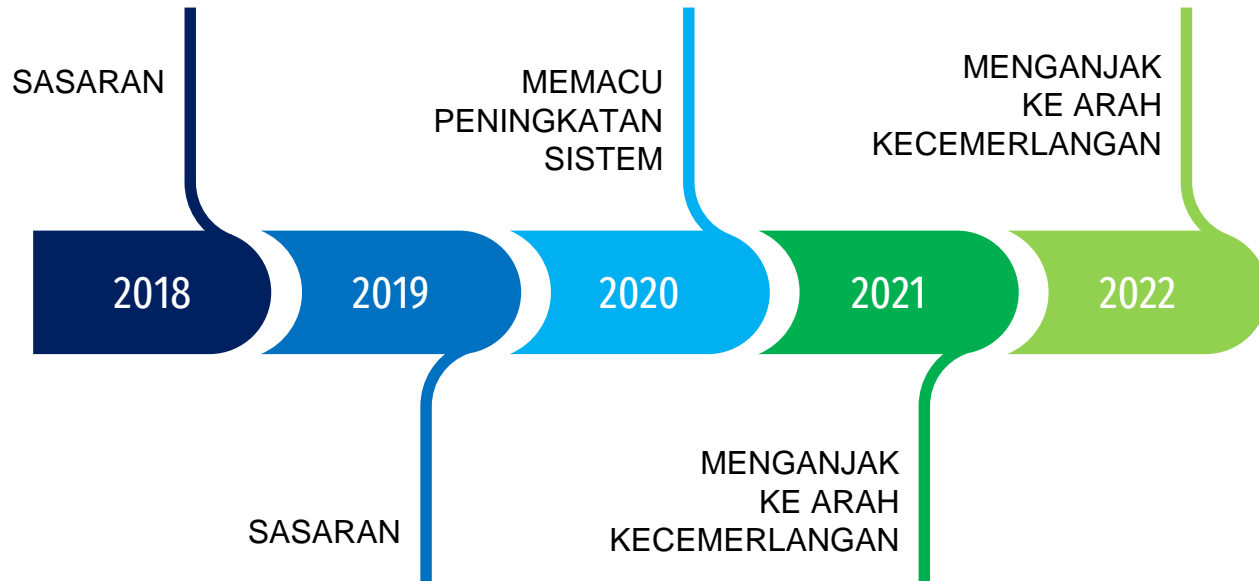 SASARAN
MEMACU
PENINGKATAN
SISTEM
MENGANJAK
KE ARAH
KECEMERLANGAN
2018
2019
2020
2021
2022
SASARAN
MENGANJAK
KE ARAH
KECEMERLANGAN